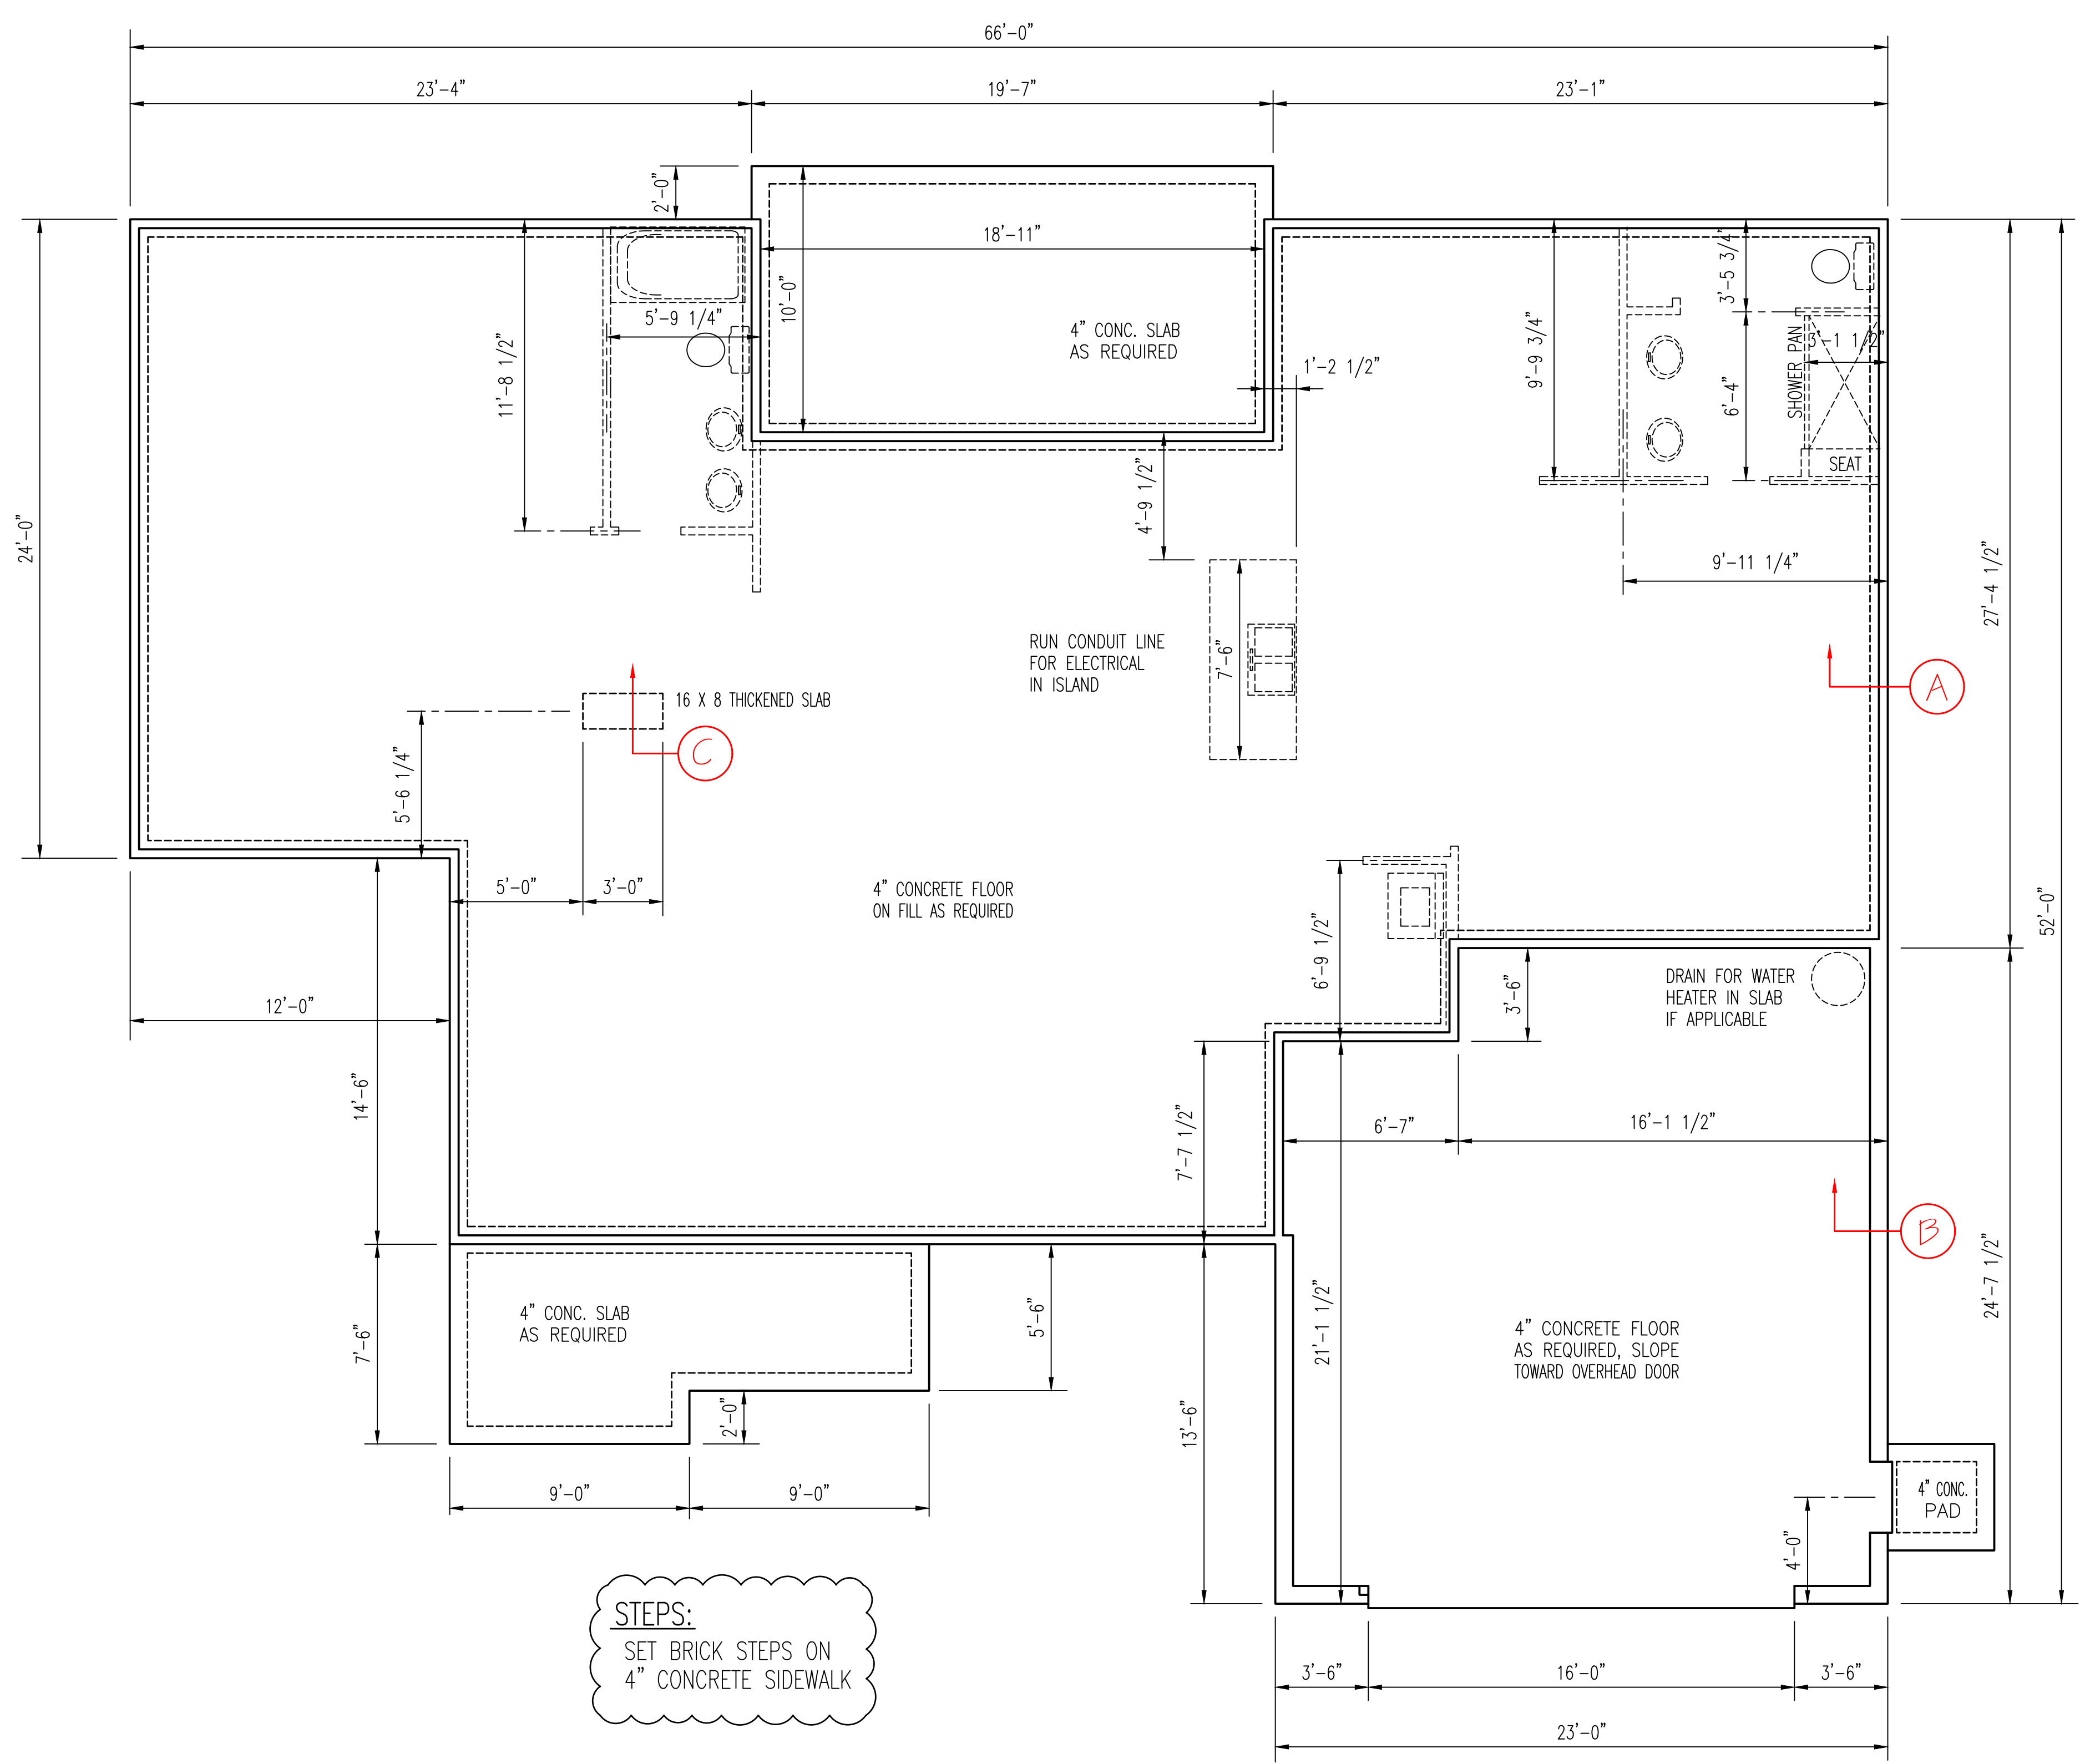 66'-0"
23'-4"
19'-7"
23'-1"
2'-0"
18'-11"
10'-0"
3'-5 3/4"
5'-9 1/4"
4" CONC. SLAB
AS REQUIRED
1'-2 1/2"
11'-8 1/2"
9'-9 3/4"
6'-4"
SHOWER PAN
3'-1 1/2"
SEAT
4'-9 1/2"
24'-0"
9'-11 1/4"
27'-4 1/2"
RUN CONDUIT LINE
FOR ELECTRICAL
IN ISLAND
7'-6"
A
16 X 8 THICKENED SLAB
C
5'-6 1/4"
5'-0"
3'-0"
4" CONCRETE FLOOR
ON FILL AS REQUIRED
52'-0"
6'-9 1/2"
3'-6"
DRAIN FOR WATER
HEATER IN SLAB
IF APPLICABLE
12'-0"
14'-6"
7'-7 1/2"
6'-7"
16'-1 1/2"
B
24'-7 1/2"
4" CONC. SLAB
AS REQUIRED
7'-6"
5'-6"
21'-1 1/2"
4" CONCRETE FLOOR
AS REQUIRED, SLOPE
TOWARD OVERHEAD DOOR
2'-0"
13'-6"
9'-0"
9'-0"
4" CONC.
PAD
4'-0"
STEPS:
SET BRICK STEPS ON
4" CONCRETE SIDEWALK
3'-6"
16'-0"
3'-6"
23'-0"